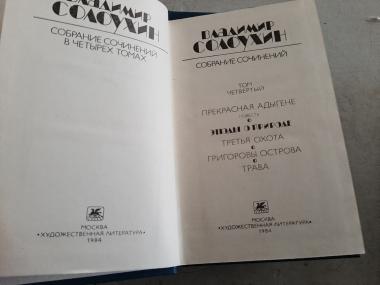 ВЛАДИМИР
СОЛОУХИН
СОБРАНИЕ СОЧИНЕНИЙ
В ЧЕТЫРЕХ ТОМАХ
МОСКВА
«ХУДОЖЕСТВЕННАЯ ЛИТЕРАТУРА»
1984
ВЛАДИМИР
СОЛОУХИН
СОБРАНИЕ СОЧИНЕНИЙ
ТОМ
ЧЕТВЕРТЫЙ
ПРЕКРАСНАЯ АДЫГЕНЕ
ПОВЕСТЬ
ЭТЮДЫ О ПРИРОДЕ
ТРЕТЬЯ ОХОТА
ГРИГОРОВЫ ОСТРОВА
ТРАВА
МОСКВА
«ХУДОЖЕСТВЕННАЯ ЛИТЕРАТУРА»
1984